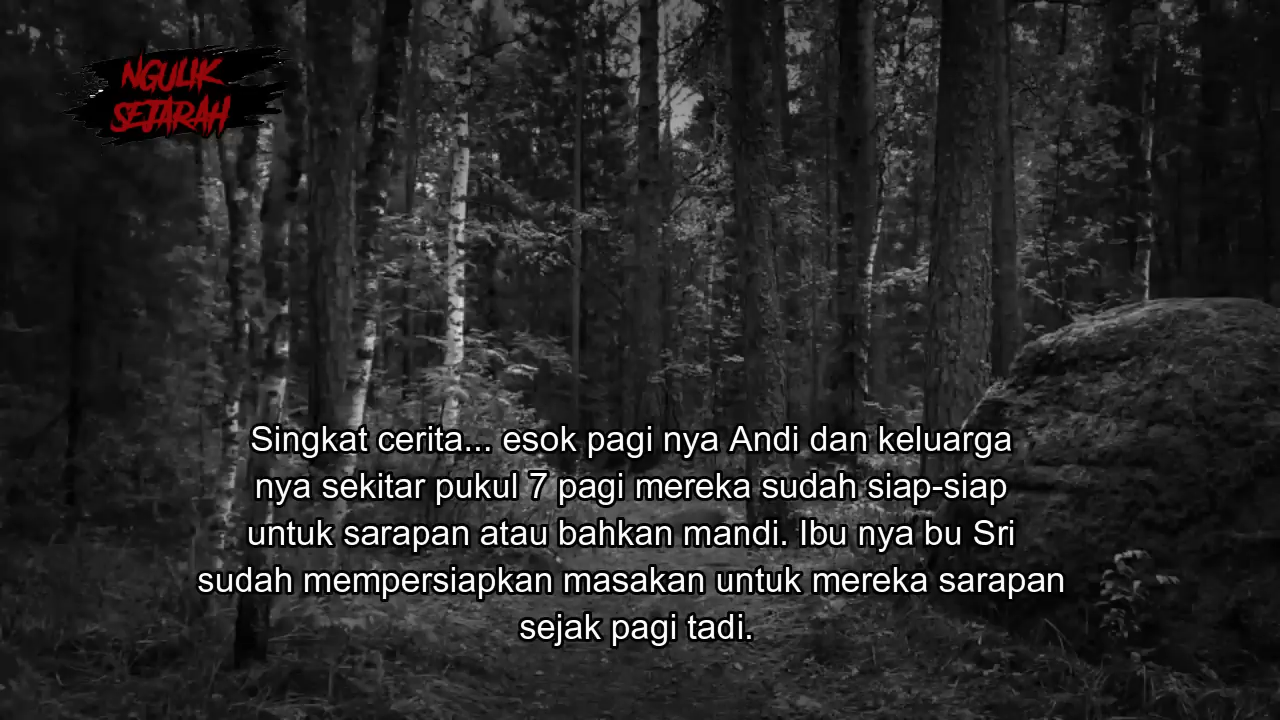 NGULIK
SEJARAH
Singkat cerita... esok pagi nya Andi dan keluarga
nya sekitar pukul 7 pagi mereka sudah siap-siap
untuk sarapan atau bahkan mandi. Ibu nya bu Sri
sudah mempersiapkan masakan untuk mereka sarapan
sejak pagi tadi.